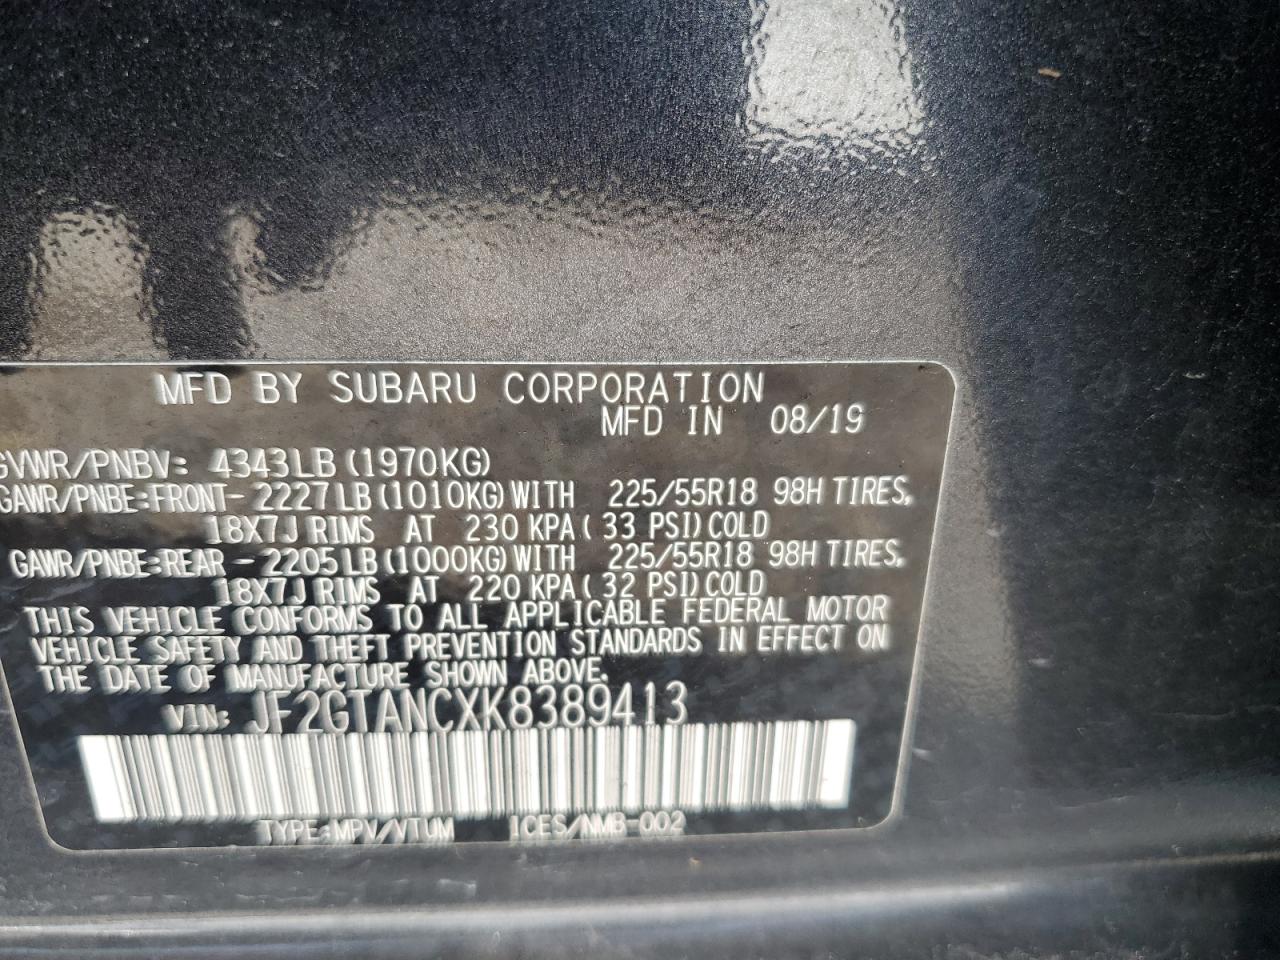 MFD BY SUBARU CORPORATION
MFD IN 08/19
GVWR/PNBV: 4343LB (1970KG)
GAWR/PNBE:FRONT- 2227LB (1010KG) WITH 225/55R18 98H TIRES,
18X7J RIMS AT 230 KPA ( 33 PSI) COLD
GAWR/PNBE:REAR - 2205LB (1000KG) WITH 225/55R18 98H TIRES,
18X7J RIMS AT 220 KPA ( 32 PSI) COLD
THIS VEHICLE CONFORMS TO ALL APPLICABLE FEDERAL MOTOR
VEHICLE SAFETY AND THEFT PREVENTION STANDARDS IN EFFECT ON
THE DATE OF MANUFACTURE SHOWN ABOVE.
VIN: JF2GTANCXK8389413
TYPE:MPV/VTUM ICES/NMB-002